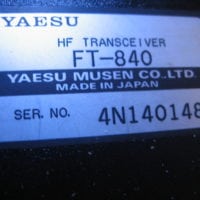 YAESU
HF TRANSCEIVER
FT-840
YAESU MUSEN CO.,LTD.
MADE IN JAPAN
SER. NO. 4N140148